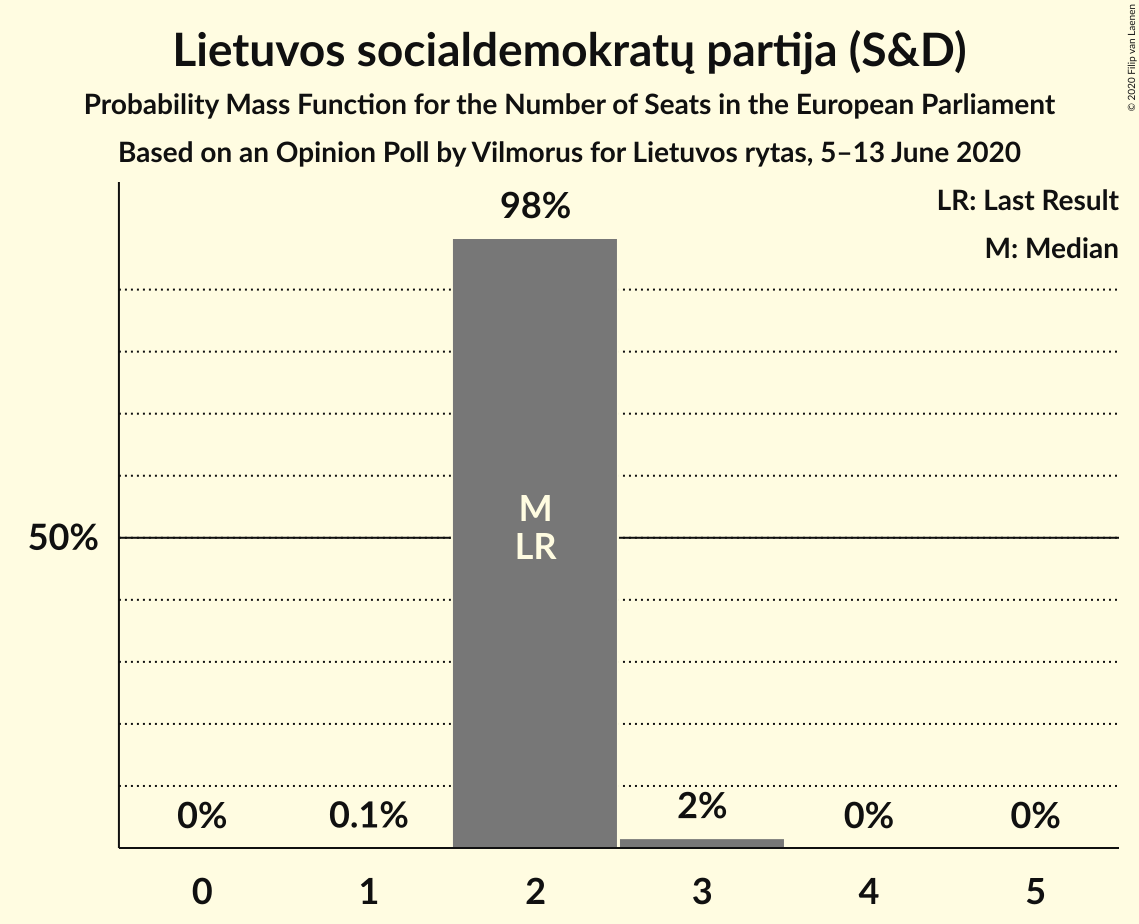 Lietuvos socialdemokratų partija (S&D)
Probability Mass Function for the Number of Seats in the European Parliament
Based on an Opinion Poll by Vilmorus for Lietuvos rytas, 5–13 June 2020
© 2020 Filip van Laenen
LR: Last Result
M: Median
98%
50%
M
LR
0%
0.1%
2%
0%
0%
0
1
2
3
4
5